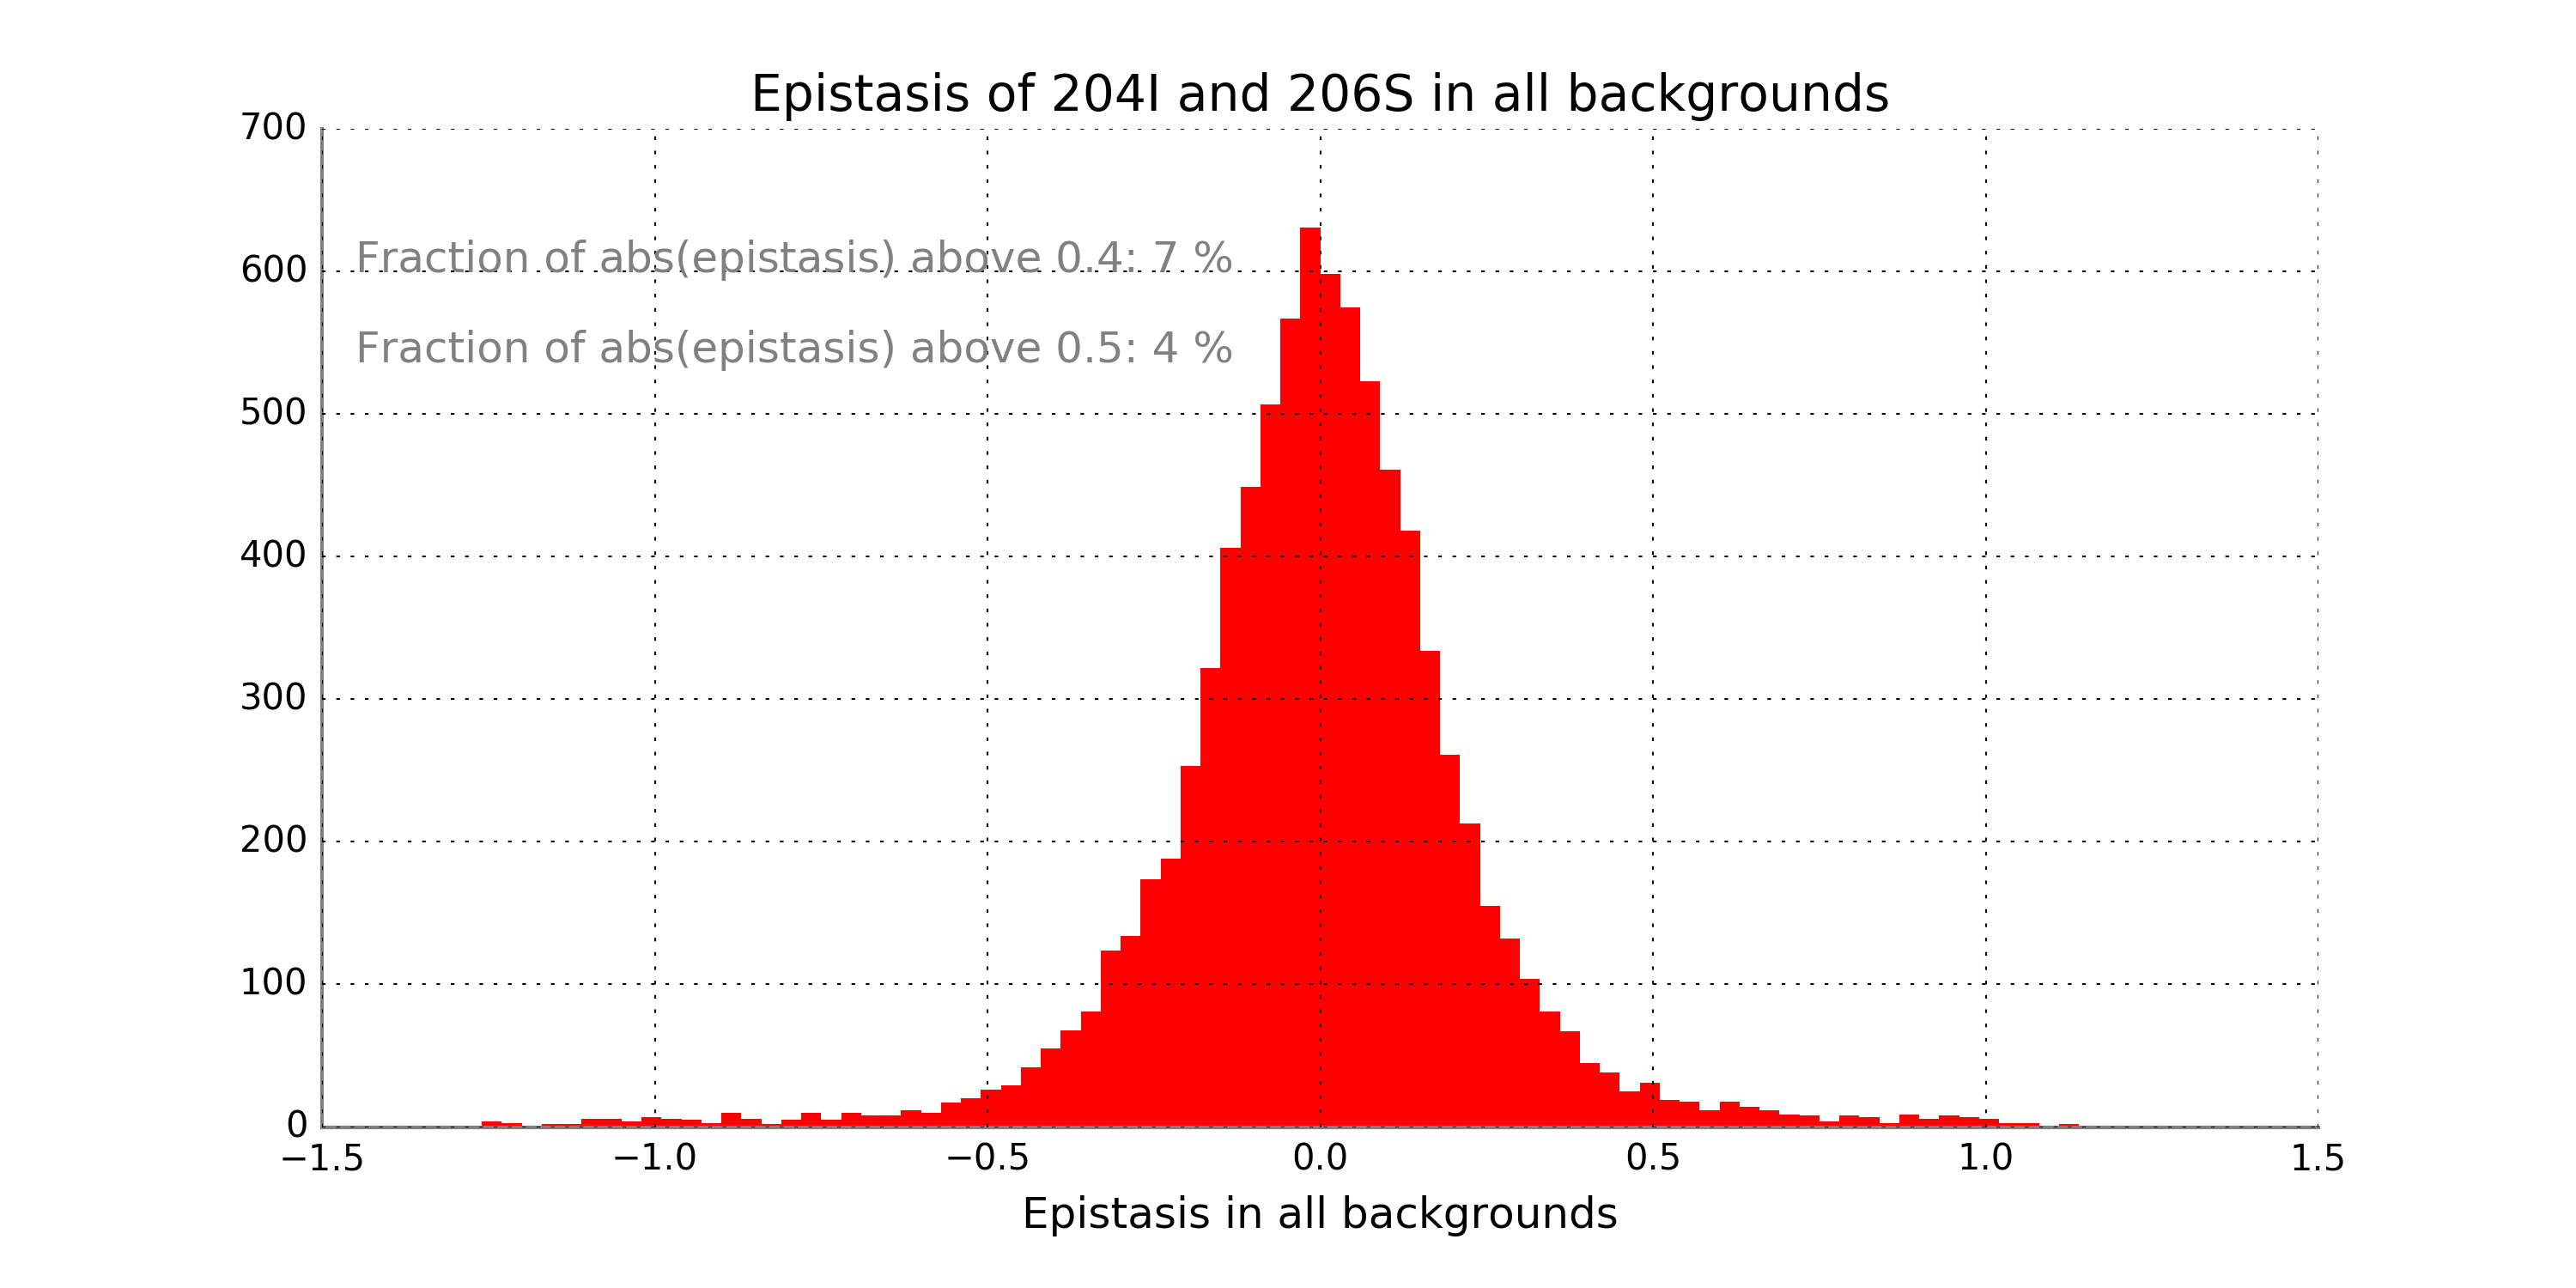 Epistasis of 204I and 206S in all backgrounds
700
600
500
400
300
200
100
0
Fraction of abs(epistasis) above 0.4: 7 %
Fraction of abs(epistasis) above 0.5: 4 %
−1.5 −1.0 −0.5 0.0 0.5 1.0 1.5
Epistasis in all backgrounds